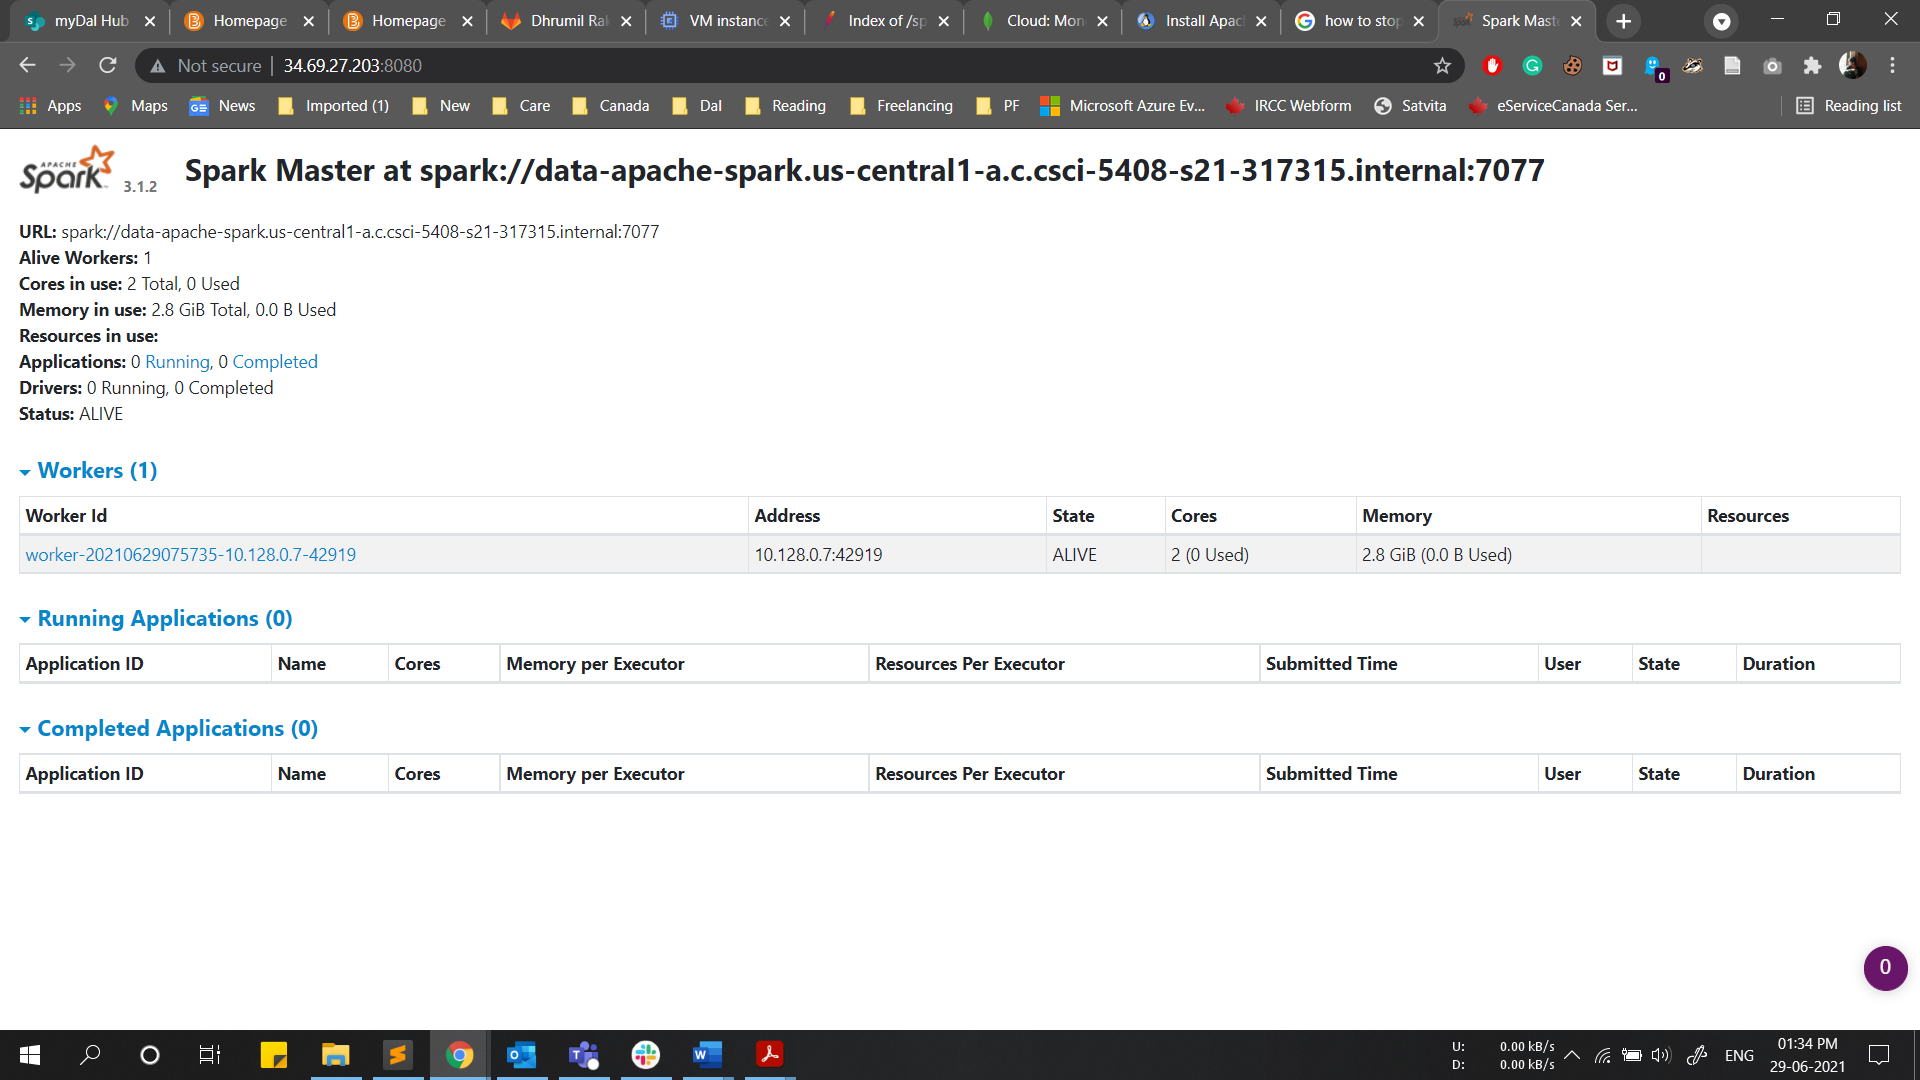 myDal Hub
Homepage
Homepage
Dhrumil Ral
VM instance
Index of /sp
Cloud: Mon
Install Apac
how to stop
Spark Maste
Not secure
34.69.27.203:8080
0
Apps
Maps
News
Imported (1)
New
Care
Canada
Dal
Reading
Freelancing
PF
Microsoft Azure Ev...
IRCC Webform
Satvita
eServiceCanada Ser...
Reading list
APACHE Spark 3.1.2
Spark Master at spark://data-apache-spark.us-central1-a.c.csci-5408-s21-317315.internal:7077
URL: spark://data-apache-spark.us-central1-a.c.csci-5408-s21-317315.internal:7077
Alive Workers: 1
Cores in use: 2 Total, 0 Used
Memory in use: 2.8 GiB Total, 0.0 B Used
Resources in use:
Applications: 0 Running, 0 Completed
Drivers: 0 Running, 0 Completed
Status: ALIVE
Workers (1)
Worker Id Address State Cores Memory Resources
worker-20210629075735-10.128.0.7-42919 10.128.0.7:42919 ALIVE 2 (0 Used) 2.8 GiB (0.0 B Used)
Running Applications (0)
Application ID Name Cores Memory per Executor Resources Per Executor Submitted Time User State Duration
Completed Applications (0)
Application ID Name Cores Memory per Executor Resources Per Executor Submitted Time User State Duration
0
U: 0.00 kB/s
D: 0.00 kB/s
ENG
01:34 PM
29-06-2021